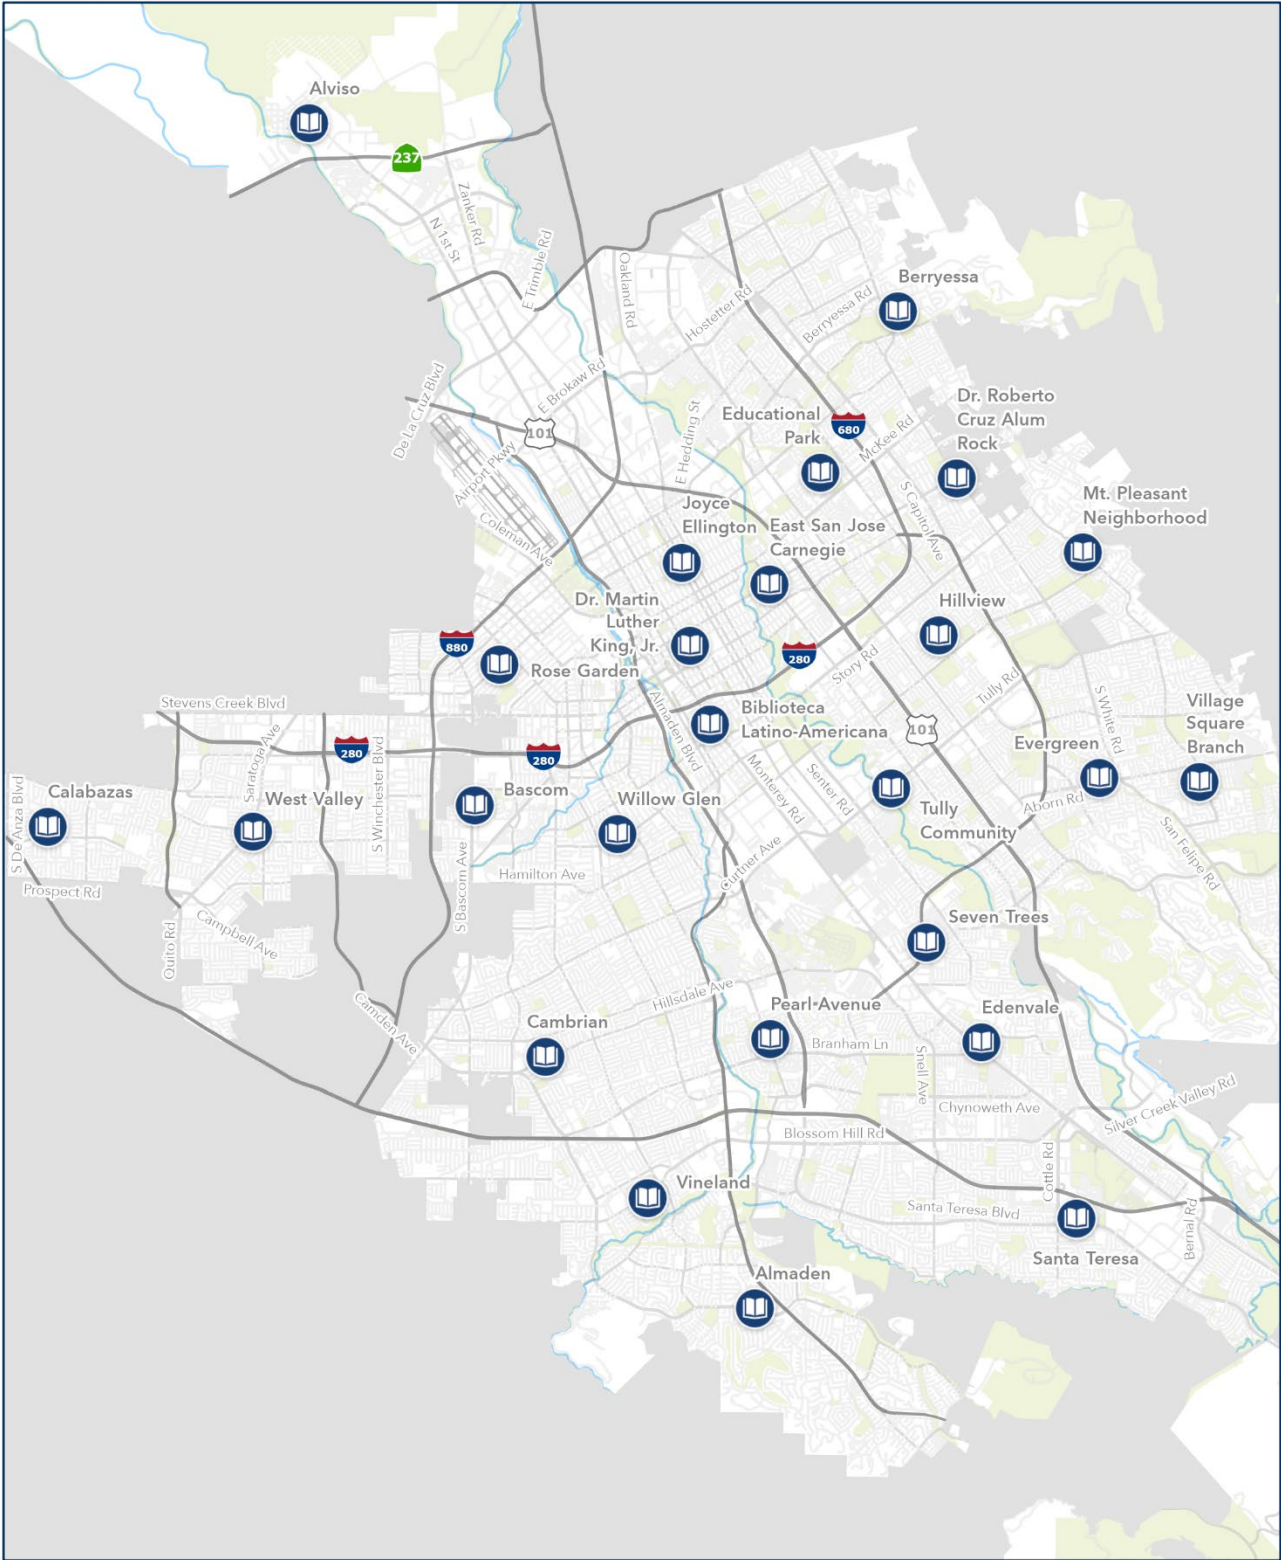 Alviso
237
Zanker Rd
N 1st St
E Trimble Rd
Oakland Rd
Hostetter Rd
Berryessa Rd
Berryessa
De La Cruz Blvd
E Brokaw Rd
101
Airport Pkwy
Coleman Ave
E Hedding St
Educational
Park
680
McKee Rd
Dr. Roberto
Cruz Alum
Rock
S Capitol Ave
Mt. Pleasant
Neighborhood
Joyce
Ellington
East San Jose
Carnegie
Dr. Martin
Luther
King, Jr.
Hillview
880
Rose Garden
280
Story Rd
Tully Rd
Stevens Creek Blvd
Almaden Blvd
Biblioteca
Latino-Americana
101
S White Rd
Village
Square
Branch
Evergreen
280
280
Saratoga Ave
S Winchester Blvd
Monterey Rd
Senter Rd
S De Anza Blvd
Calabazas
West Valley
Bascom
Willow Glen
Tully
Community
Aborn Rd
San Felipe Rd
Curtner Ave
Hamilton Ave
S Bascom Ave
Prospect Rd
Campbell Ave
Quito Rd
Seven Trees
Camden Ave
Hillsdale Ave
Cambrian
Pearl Avenue
Edenvale
Branham Ln
Snell Ave
Chynoweth Ave
Silver Creek Valley Rd
Blossom Hill Rd
Cottle Rd
Vineland
Santa Teresa Blvd
Bernal Rd
Santa Teresa
Almaden